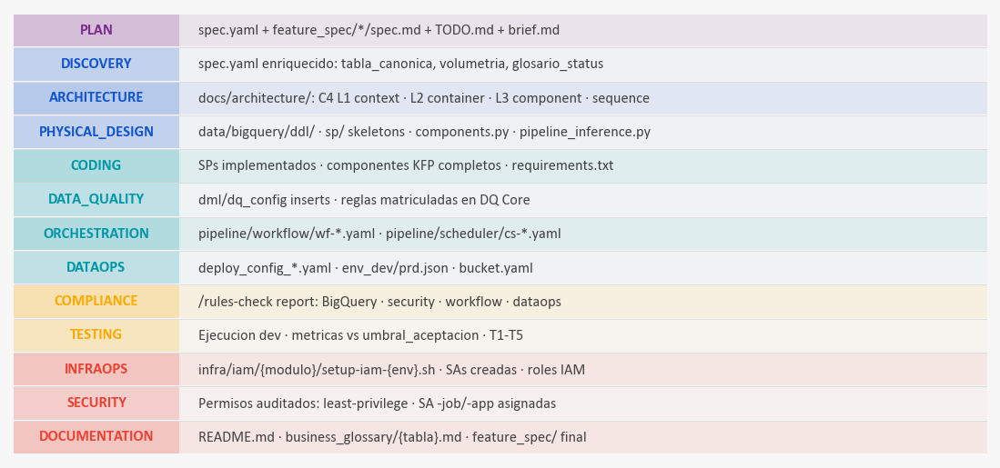 PLAN spec.yaml + feature_spec/*/spec.md + TODO.md + brief.md
DISCOVERY spec.yaml enriquecido: tabla_canonica, volumetria, glosario_status
ARCHITECTURE docs/architecture/: C4 L1 context · L2 container · L3 component · sequence
PHYSICAL_DESIGN data/bigquery/ddl/ · sp/ skeletons · components.py · pipeline_inference.py
CODING SPs implementados · componentes KFP completos · requirements.txt
DATA_QUALITY dml/dq_config inserts · reglas matriculadas en DQ Core
ORCHESTRATION pipeline/workflow/wf-*.yaml · pipeline/scheduler/cs-*.yaml
DATAOPS deploy_config_*.yaml · env_dev/prd.json · bucket.yaml
COMPLIANCE /rules-check report: BigQuery · security · workflow · dataops
TESTING Ejecucion dev · metricas vs umbral_aceptacion · T1-T5
INFRAOPS infra/iam/{modulo}/setup-iam-{env}.sh · SAs creadas · roles IAM
SECURITY Permisos auditados: least-privilege · SA -job/-app asignadas
DOCUMENTATION README.md · business_glossary/{tabla}.md · feature_spec/ final